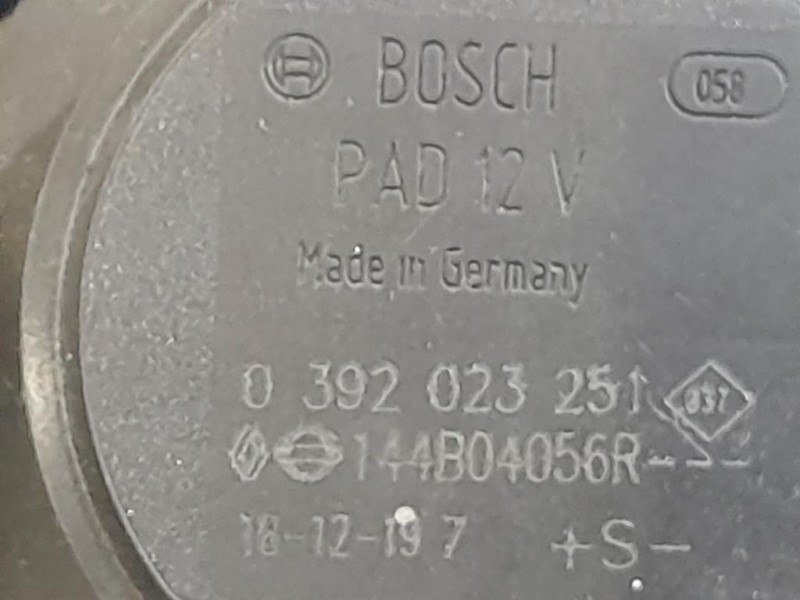 BOSCH 058
PAD 12 V
Made in Germany
0 392 023 251 037
144B04056R---
18-12-19 7 +S-